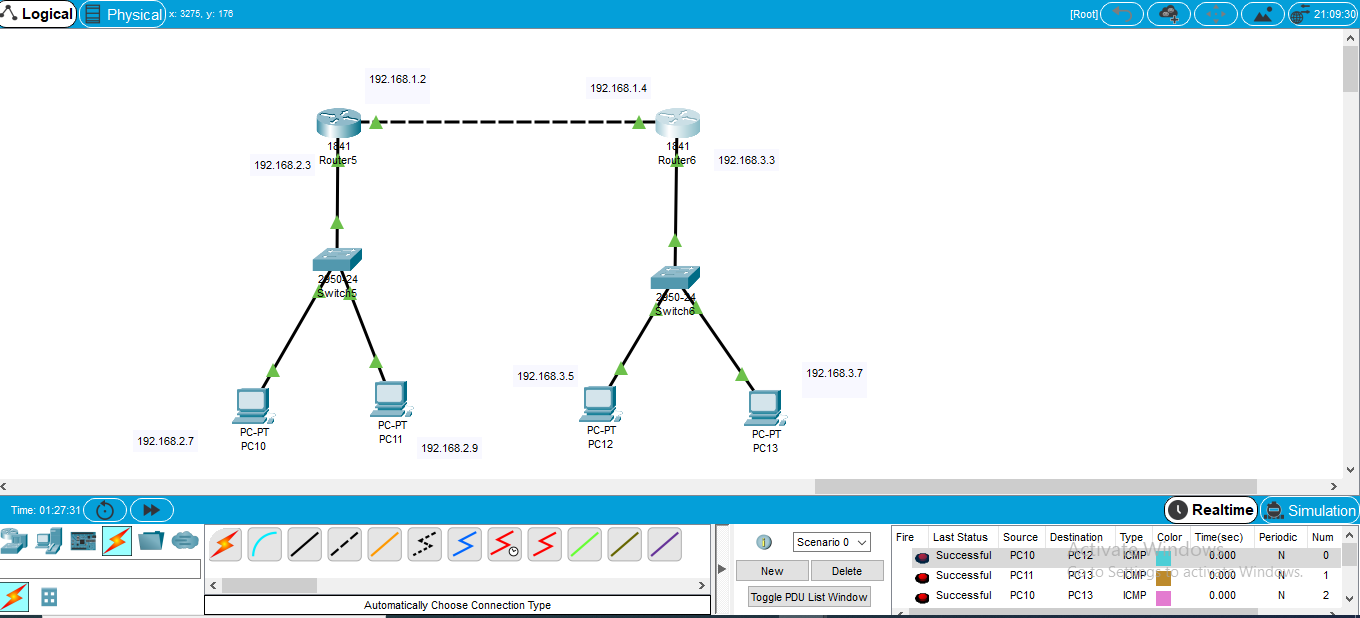 Logical Physical x: 3275, y: 176 [Root] 21:09:30
192.168.1.2
192.168.1.4
1841
Router5
1841
Router6
192.168.2.3
192.168.3.3
2950-24
Switch5
2950-24
Switch6
192.168.3.5
192.168.3.7
PC-PT
PC10
PC-PT
PC11
PC-PT
PC12
PC-PT
PC13
192.168.2.7
192.168.2.9
Time: 01:27:31
Realtime Simulation
Automatically Choose Connection Type
Scenario 0
New Delete
Toggle PDU List Window
Fire Last Status Source Destination Type Color Time(sec) Periodic Num
Successful PC10 PC12 ICMP 0.000 N 0
Successful PC11 PC13 ICMP 0.000 N 1
Successful PC10 PC13 ICMP 0.000 N 2
Activate Windows
Go to Settings to activate Windows.